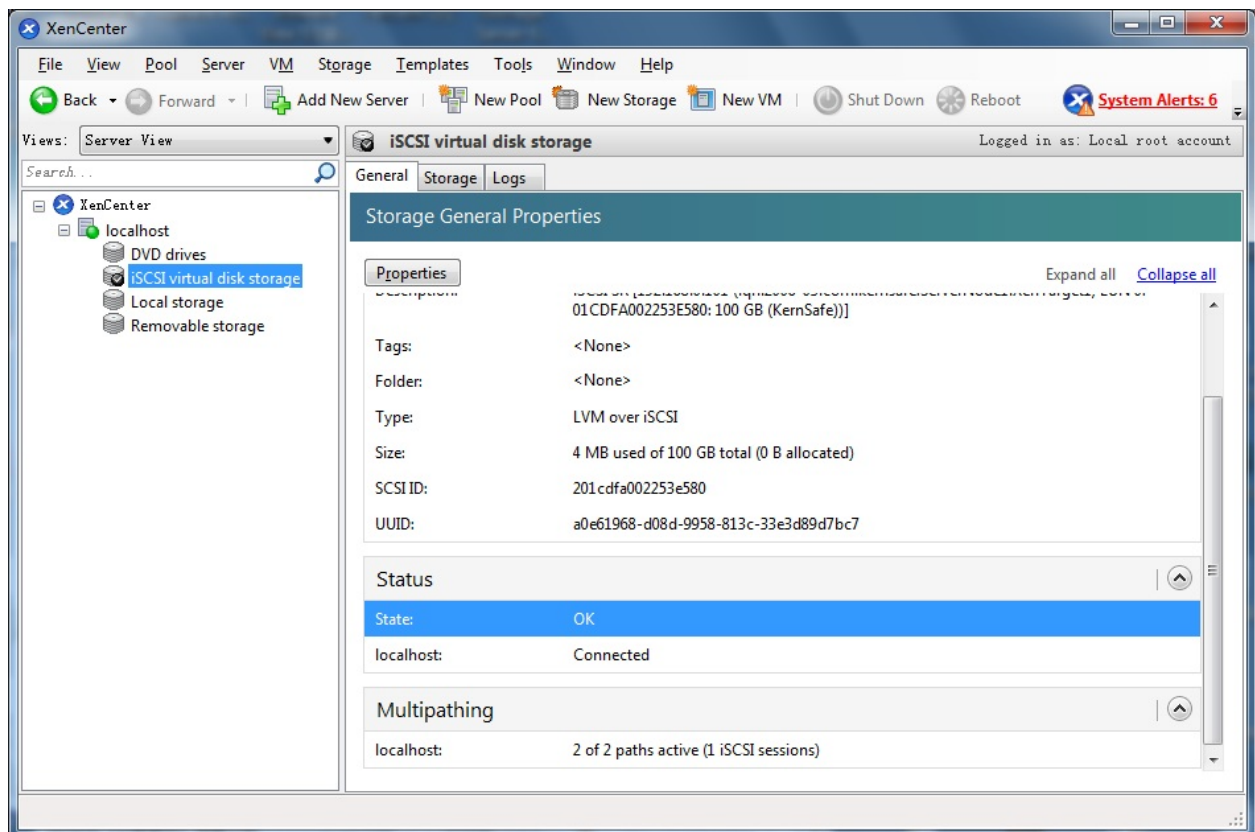 XenCenter
File View Pool Server VM Storage Templates Tools Window Help
Back Forward Add New Server New Pool New Storage New VM Shut Down Reboot System Alerts: 6
Views: Server View
iSCSI virtual disk storage Logged in as: Local root account
Search...
General Storage Logs
XenCenter
localhost
DVD drives
iSCSI virtual disk storage
Local storage
Removable storage
Storage General Properties
Properties Expand all Collapse all
01CDFA002253E580: 100 GB (KernSafe))]
Tags: <None>
Folder: <None>
Type: LVM over iSCSI
Size: 4 MB used of 100 GB total (0 B allocated)
SCSI ID: 201cdfa002253e580
UUID: a0e61968-d08d-9958-813c-33e3d89d7bc7
Status
State: OK
localhost: Connected
Multipathing
localhost: 2 of 2 paths active (1 iSCSI sessions)